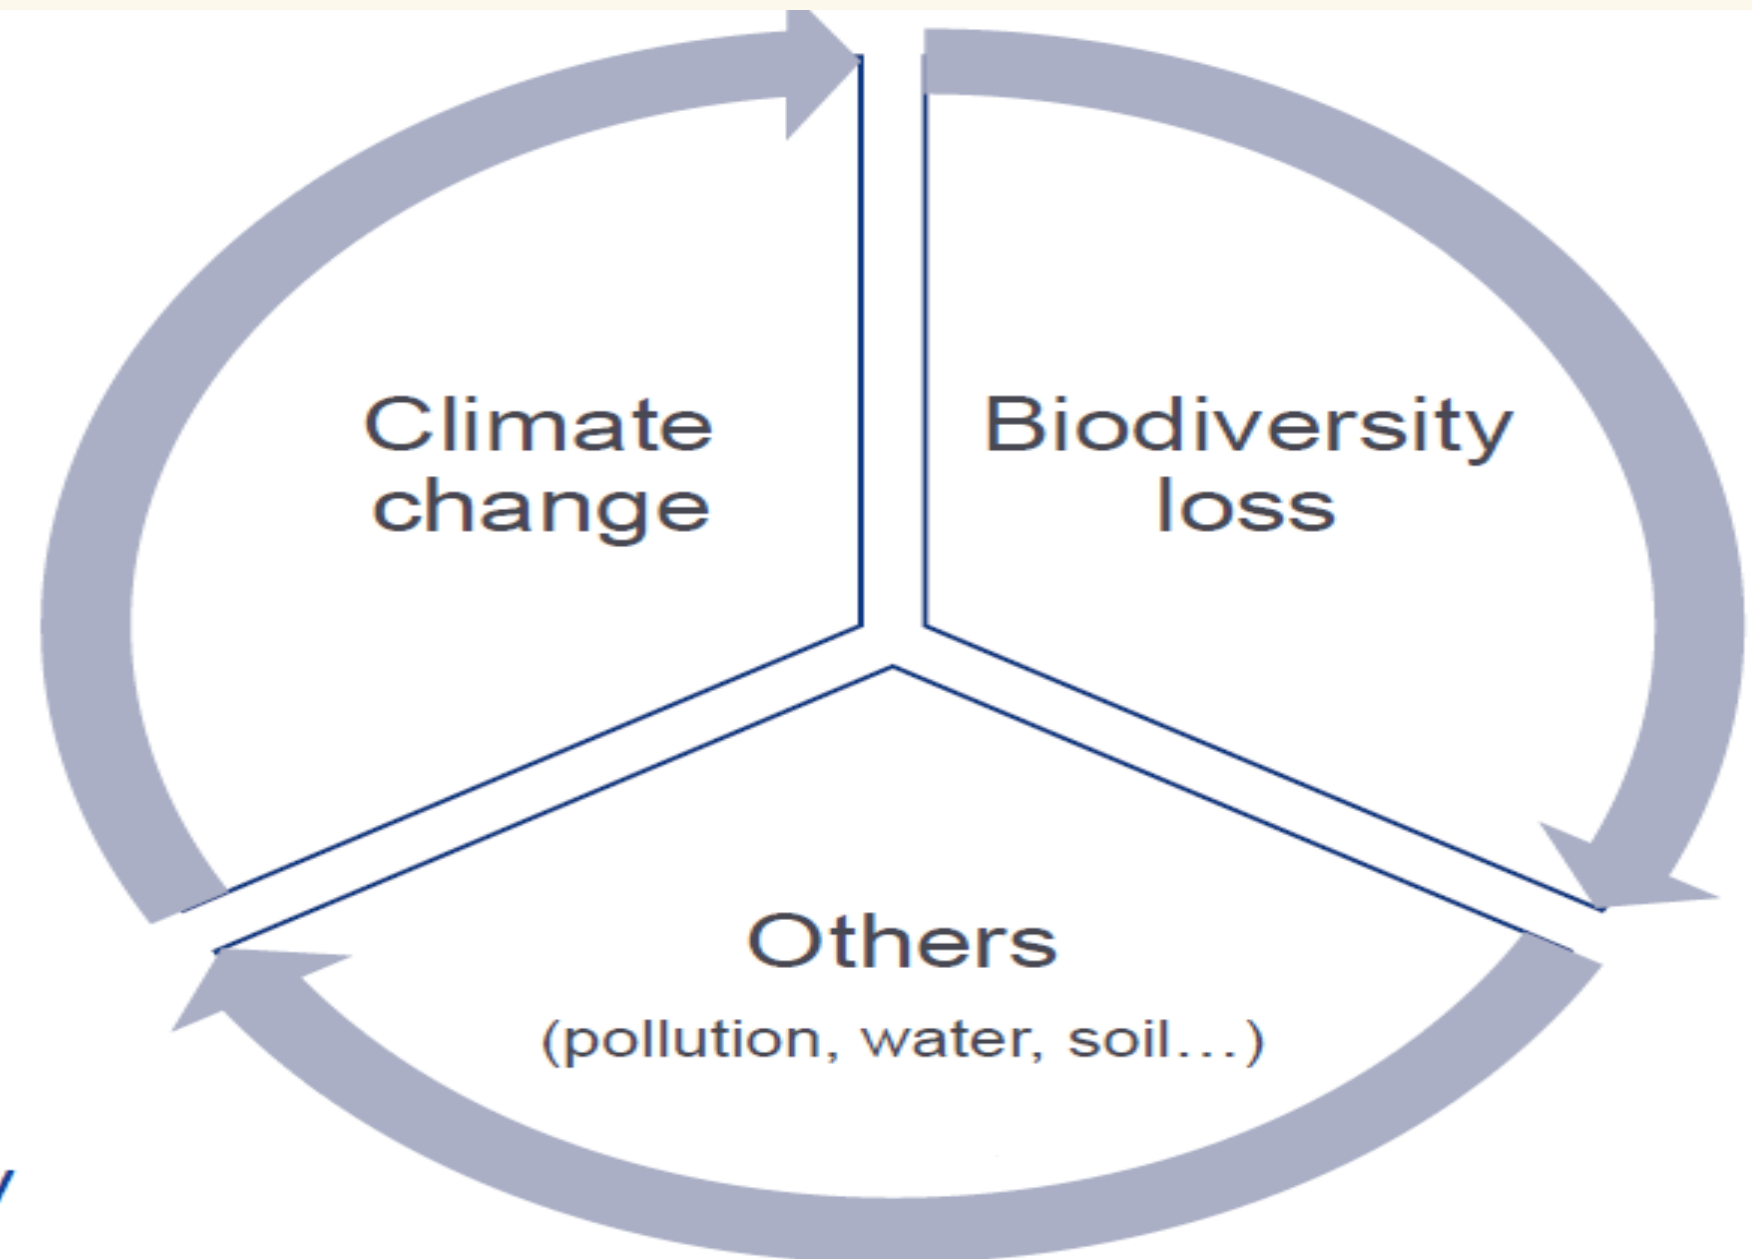 Climate
change
Biodiversity
loss
Others
(pollution, water, soil...)